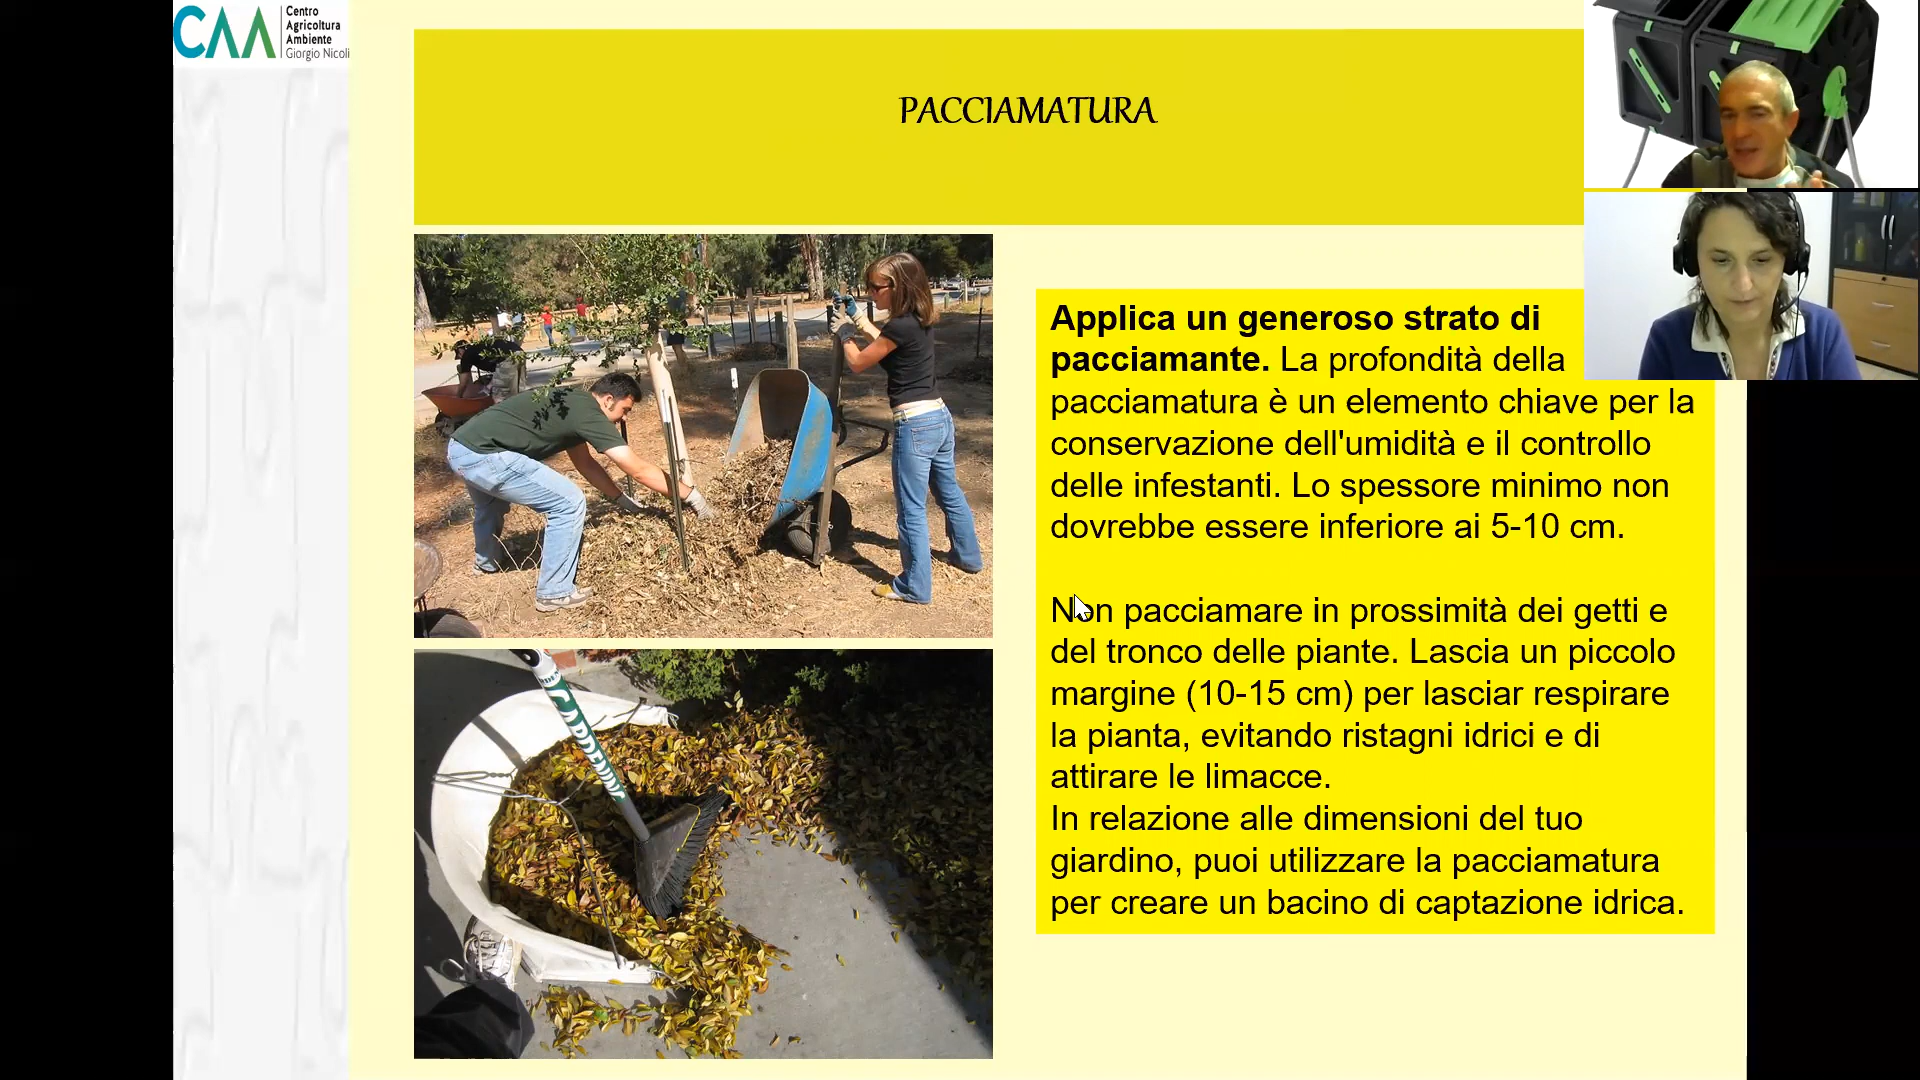 CAA
Centro
Agricoltura
Ambiente
Giorgio Nicoli
PACCIAMATURA
Applica un generoso strato di
pacciamante. La profondità della
pacciamatura è un elemento chiave per la
conservazione dell'umidità e il controllo
delle infestanti. Lo spessore minimo non
dovrebbe essere inferiore ai 5-10 cm.
Non pacciamare in prossimità dei getti e
del tronco delle piante. Lascia un piccolo
margine (10-15 cm) per lasciar respirare
la pianta, evitando ristagni idrici e di
attirare le limacce.
In relazione alle dimensioni del tuo
giardino, puoi utilizzare la pacciamatura
per creare un bacino di captazione idrica.